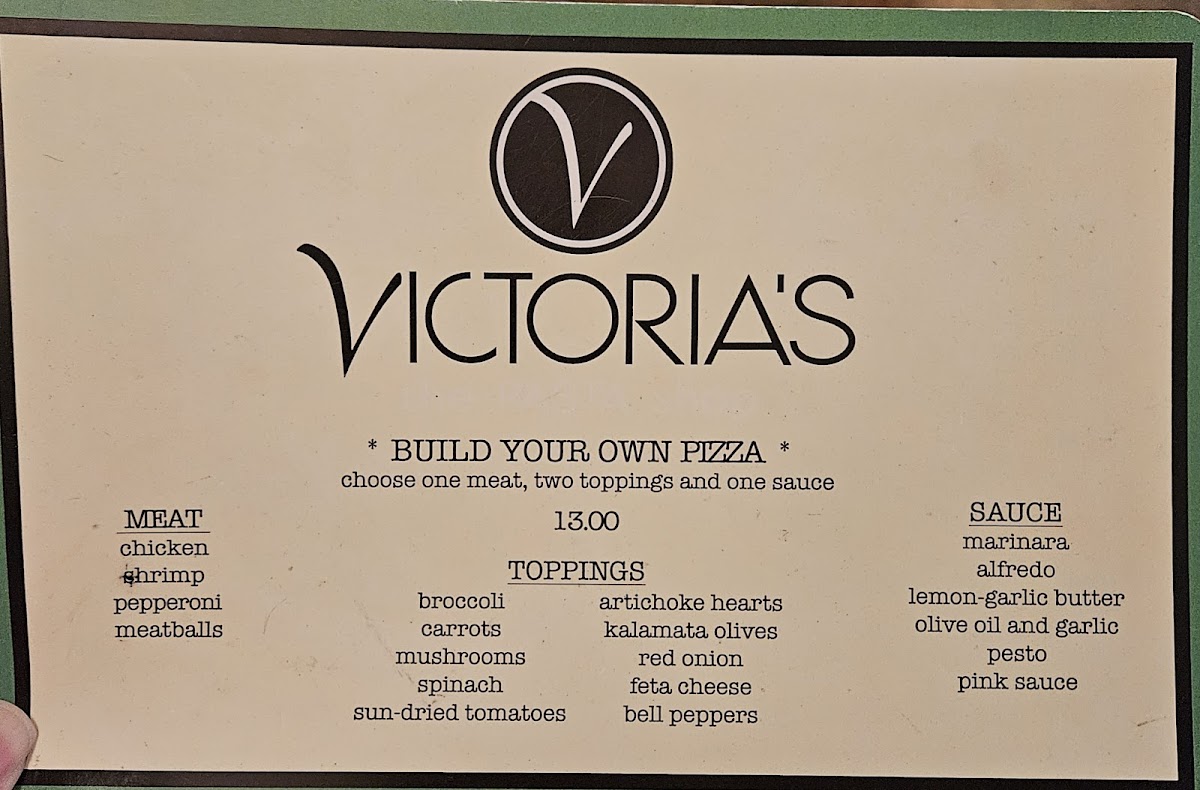 V
VICTORIA'S
* BUILD YOUR OWN PIZZA *
choose one meat, two toppings and one sauce
13.00
MEAT
chicken
shrimp
pepperoni
meatballs
TOPPINGS
broccoli
carrots
mushrooms
spinach
sun-dried tomatoes
artichoke hearts
kalamata olives
red onion
feta cheese
bell peppers
SAUCE
marinara
alfredo
lemon-garlic butter
olive oil and garlic
pesto
pink sauce